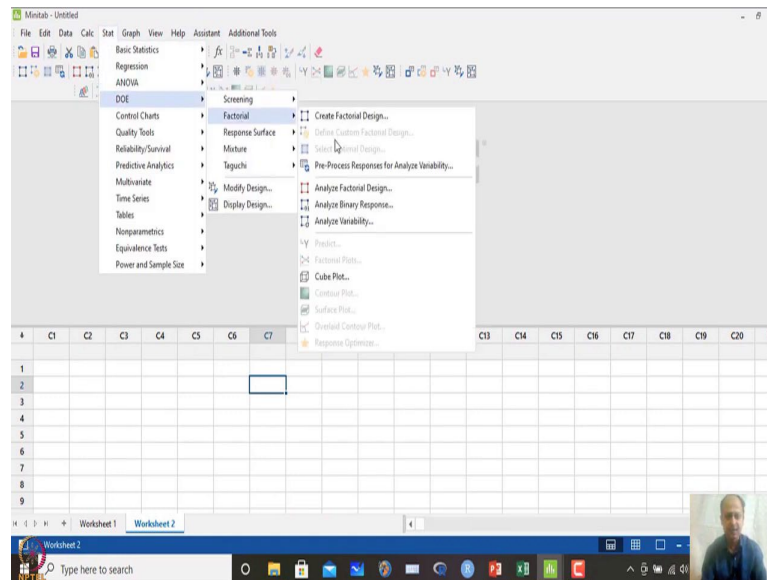 Minitab - Untitled
File Edit Data Calc Stat Graph View Help Assistant Additional Tools
Basic Statistics
Regression
ANOVA
DOE
Control Charts
Quality Tools
Reliability/Survival
Predictive Analytics
Multivariate
Time Series
Tables
Nonparametrics
Equivalence Tests
Power and Sample Size
Screening
Factorial
Response Surface
Mixture
Taguchi
Modify Design...
Display Design...
Create Factorial Design...
Define Custom Factorial Design...
Select Design...
Pre-Process Responses for Analyze Variability...
Analyze Factorial Design...
Analyze Binary Response...
Analyze Variability...
Predict...
Factorial Plots...
Cube Plot...
Contour Plot...
Surface Plot...
Overlaid Contour Plot...
Response Optimizer...
C1 C2 C3 C4 C5 C6 C7 C13 C14 C15 C16 C17 C18 C19 C20
1
2
3
4
5
6
7
8
9
Worksheet 1 Worksheet 2
Worksheet 2
Type here to search
NPTEL